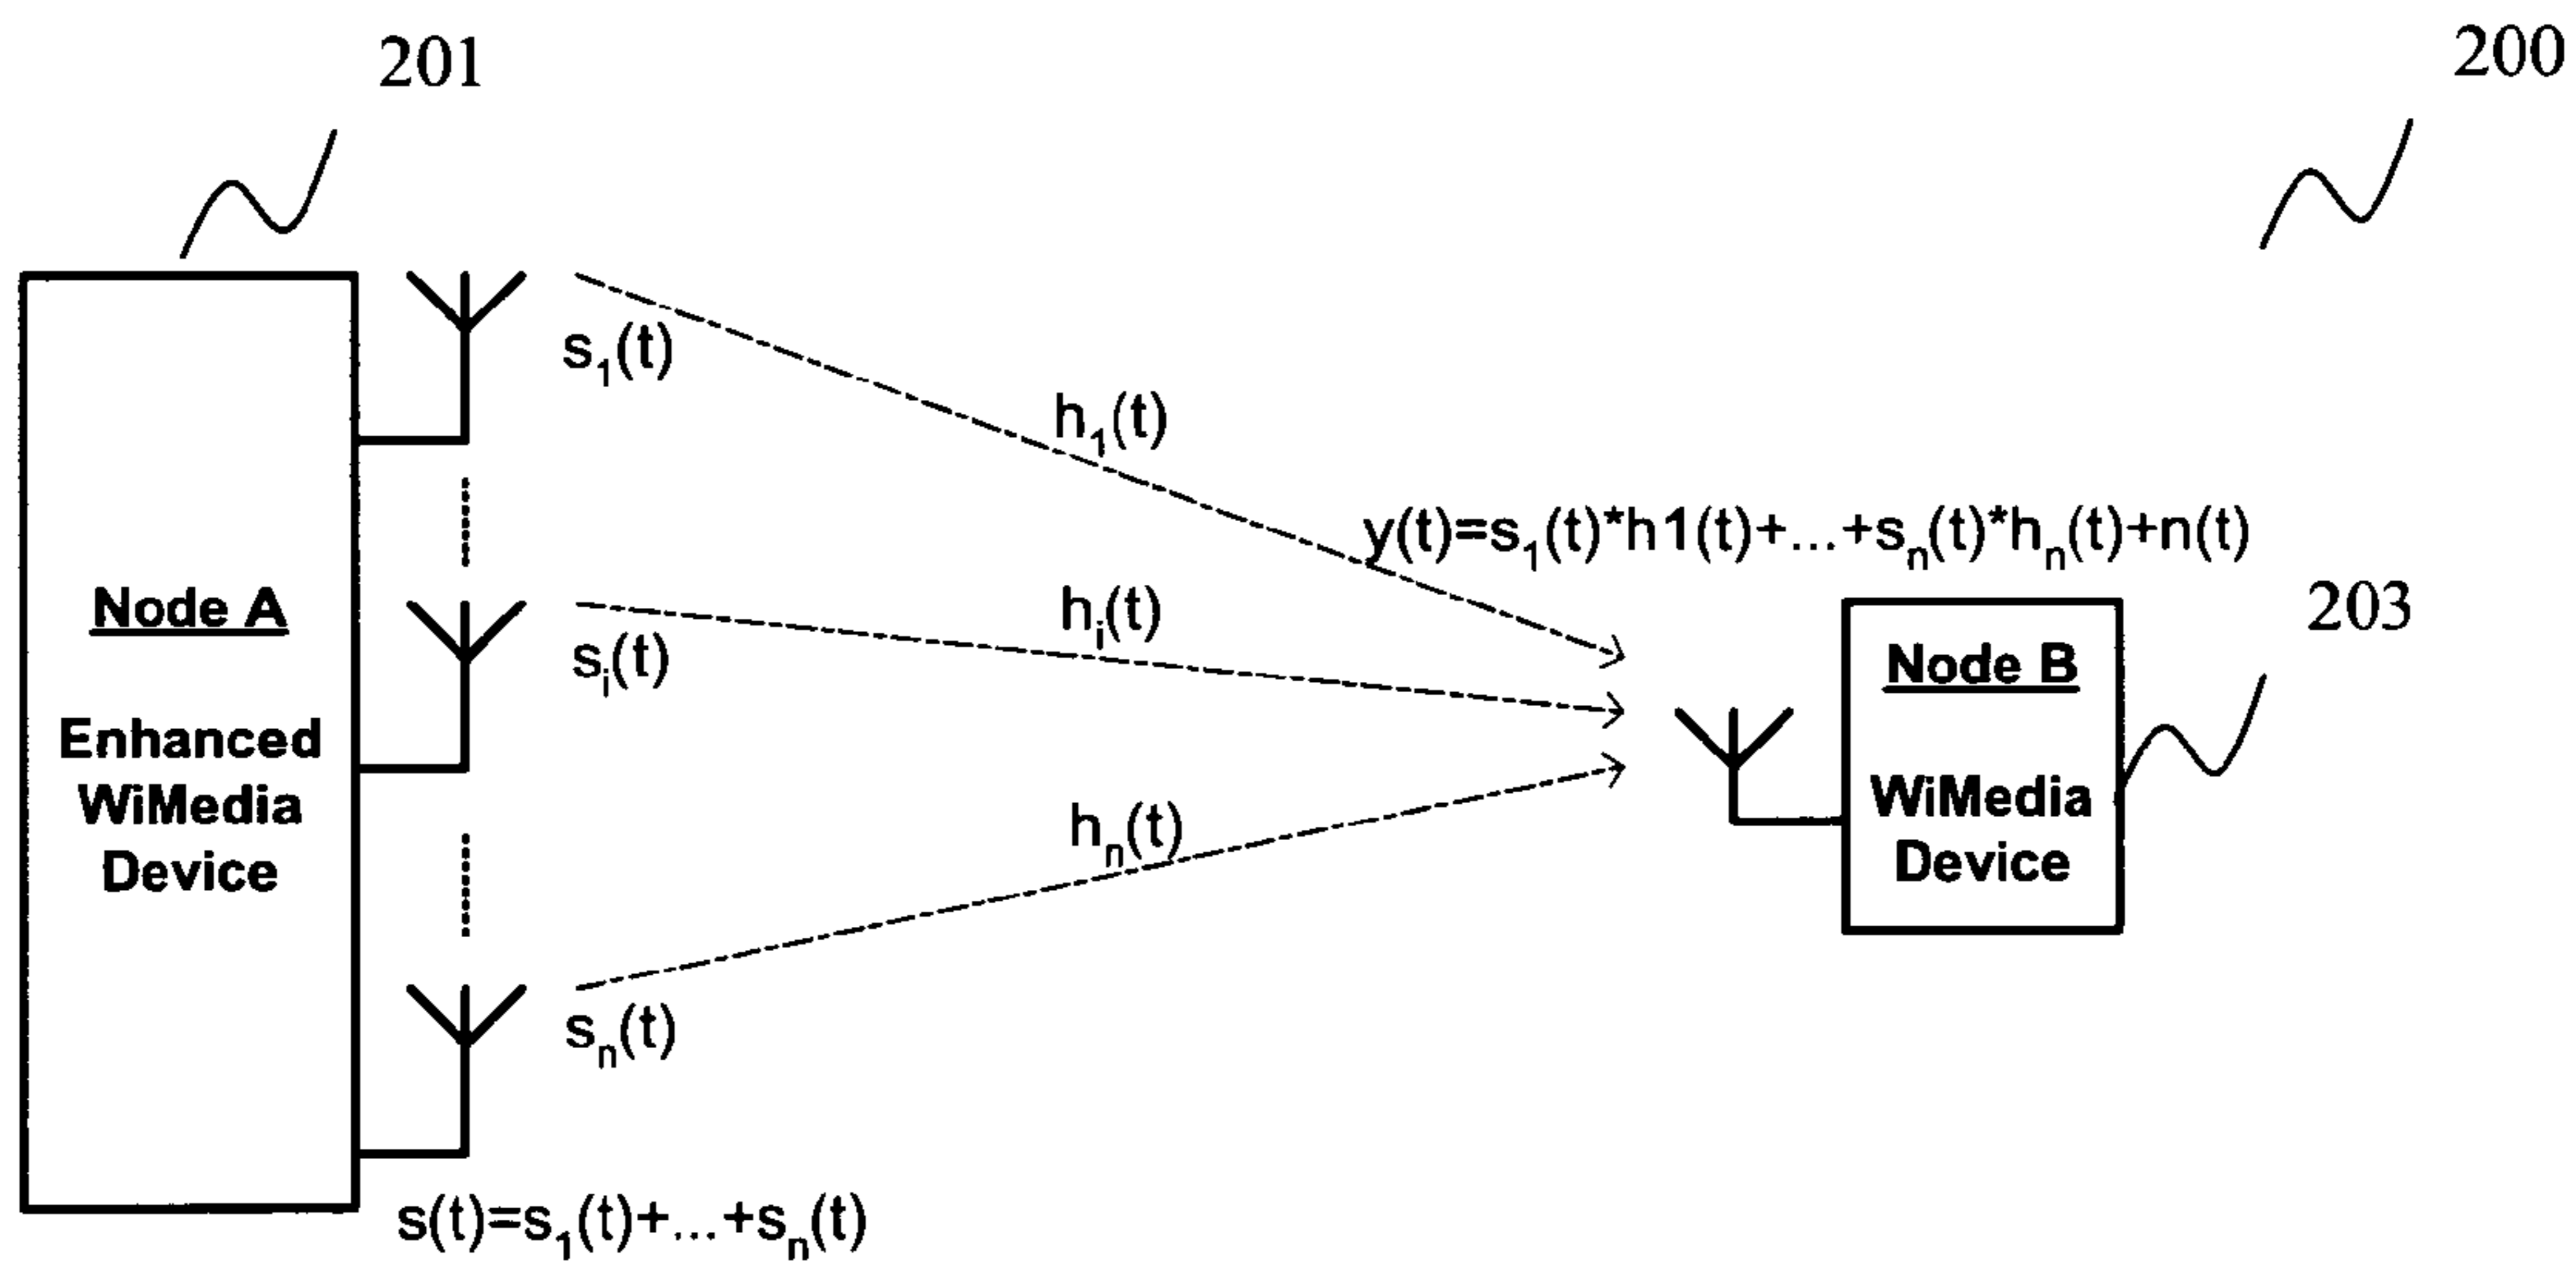 201
200
s₁(t)
h₁(t)
y(t)=s₁(t)*h1(t)+...+sₙ(t)*hₙ(t)+n(t)
Node A
Enhanced
WiMedia
Device
sᵢ(t)
hᵢ(t)
203
Node B
WiMedia
Device
hₙ(t)
sₙ(t)
s(t)=s₁(t)+...+sₙ(t)